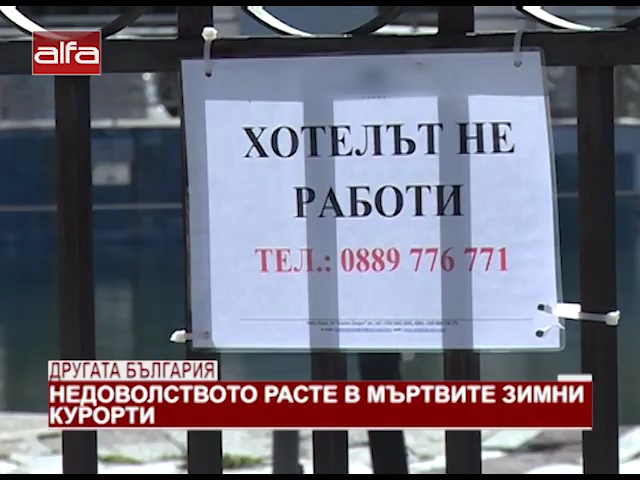 alfa
ХОТЕЛЪТ НЕ
РАБОТИ
ТЕЛ.: 0889 776 771
ДРУГАТА БЪЛГАРИЯ
НЕДОВОЛСТВОТО РАСТЕ В МЪРТВИТЕ ЗИМНИ
КУРОРТИ